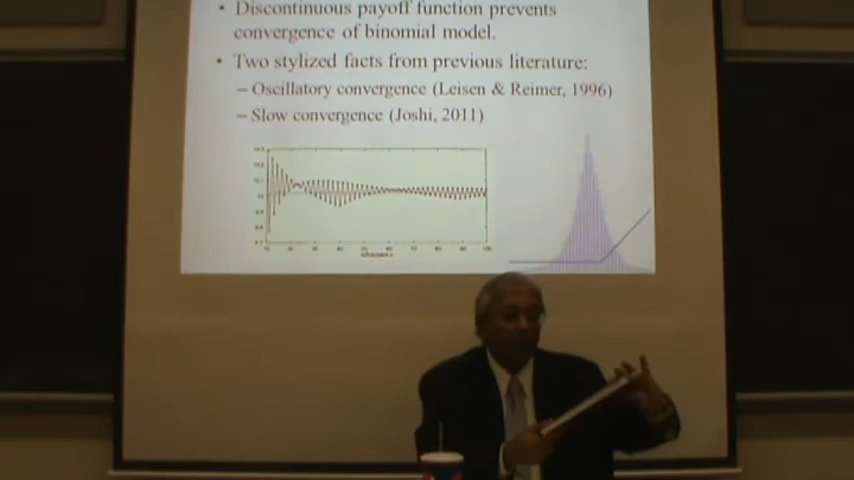 • Discontinuous payoff function prevents
convergence of binomial model.
• Two stylized facts from previous literature:
– Oscillatory convergence (Leisen & Reimer, 1996)
– Slow convergence (Joshi, 2011)